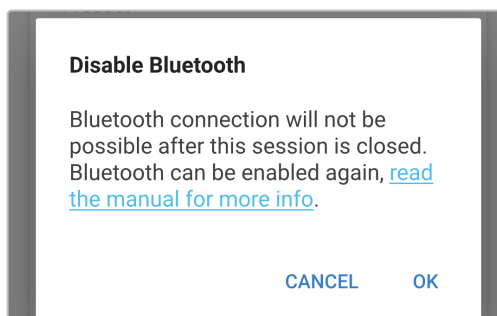 Disable Bluetooth
Bluetooth connection will not be
possible after this session is closed.
Bluetooth can be enabled again, read
the manual for more info.
CANCEL OK